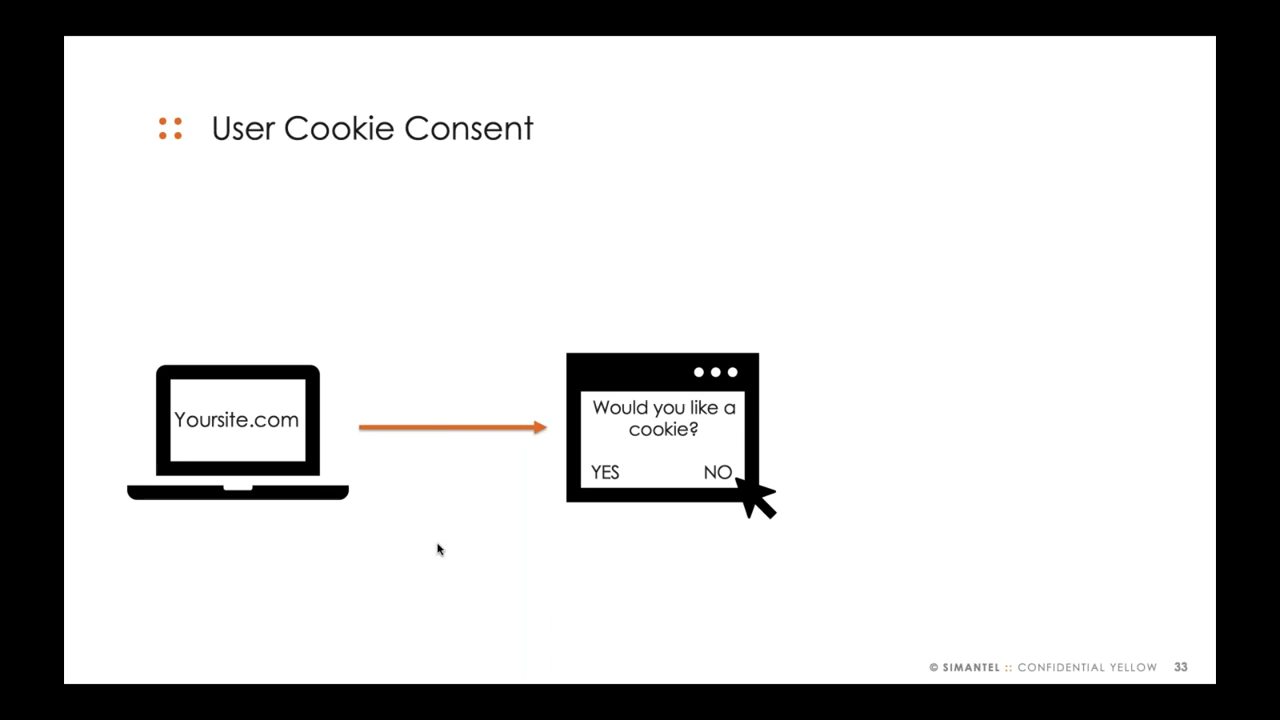 User Cookie Consent
Yoursite.com
Would you like a
cookie?
YES NO
© SIMANTEL :: CONFIDENTIAL YELLOW 33